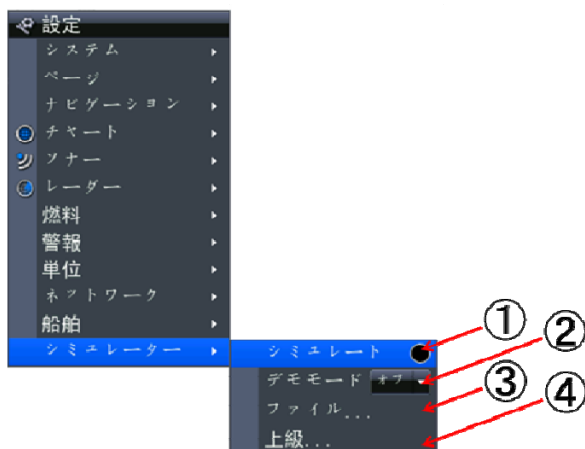 設定
システム
ページ
ナビゲーション
チャート
ソナー
レーダー
燃料
警報
単位
ネットワーク
船舶
シミュレーター
シミュレート ①
デモモード オフ ②
ファイル... ③
上級... ④